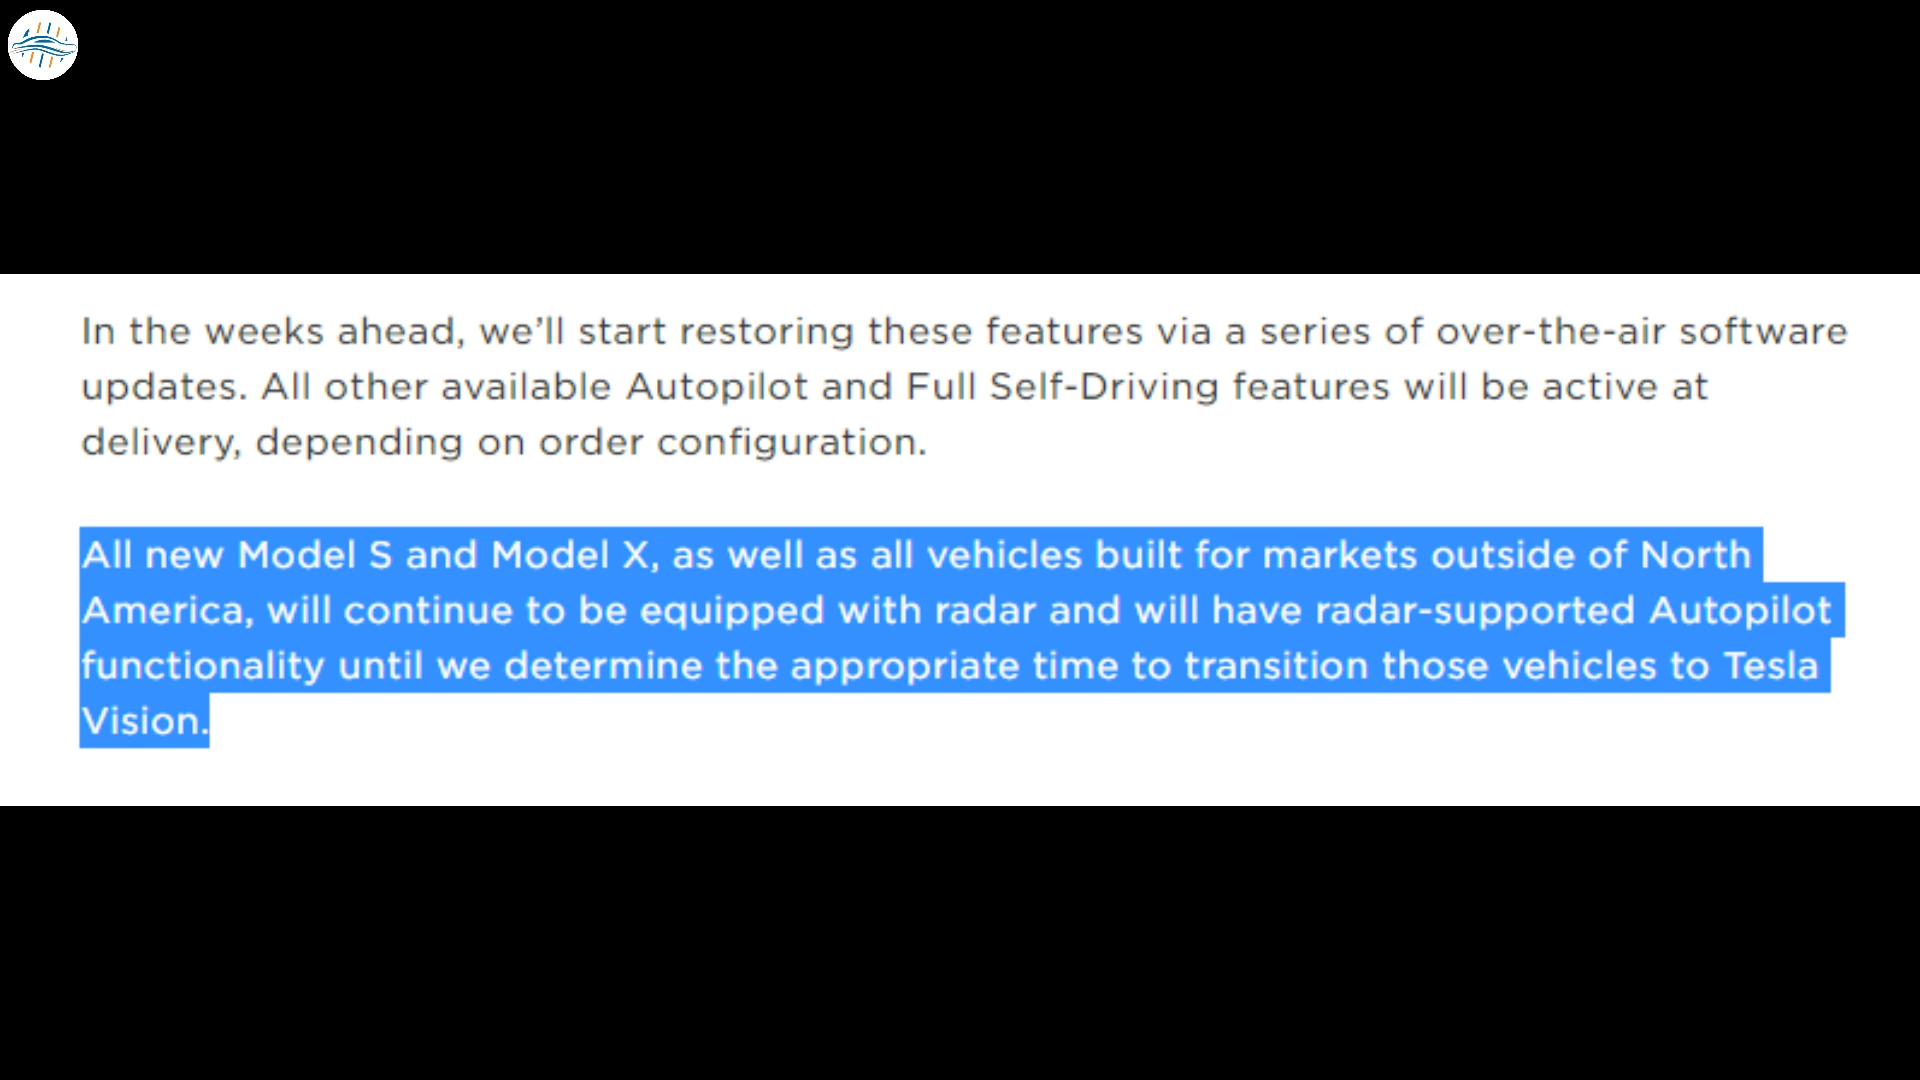 In the weeks ahead, we’ll start restoring these features via a series of over-the-air software
updates. All other available Autopilot and Full Self-Driving features will be active at
delivery, depending on order configuration.
All new Model S and Model X, as well as all vehicles built for markets outside of North
America, will continue to be equipped with radar and will have radar-supported Autopilot
functionality until we determine the appropriate time to transition those vehicles to Tesla
Vision.